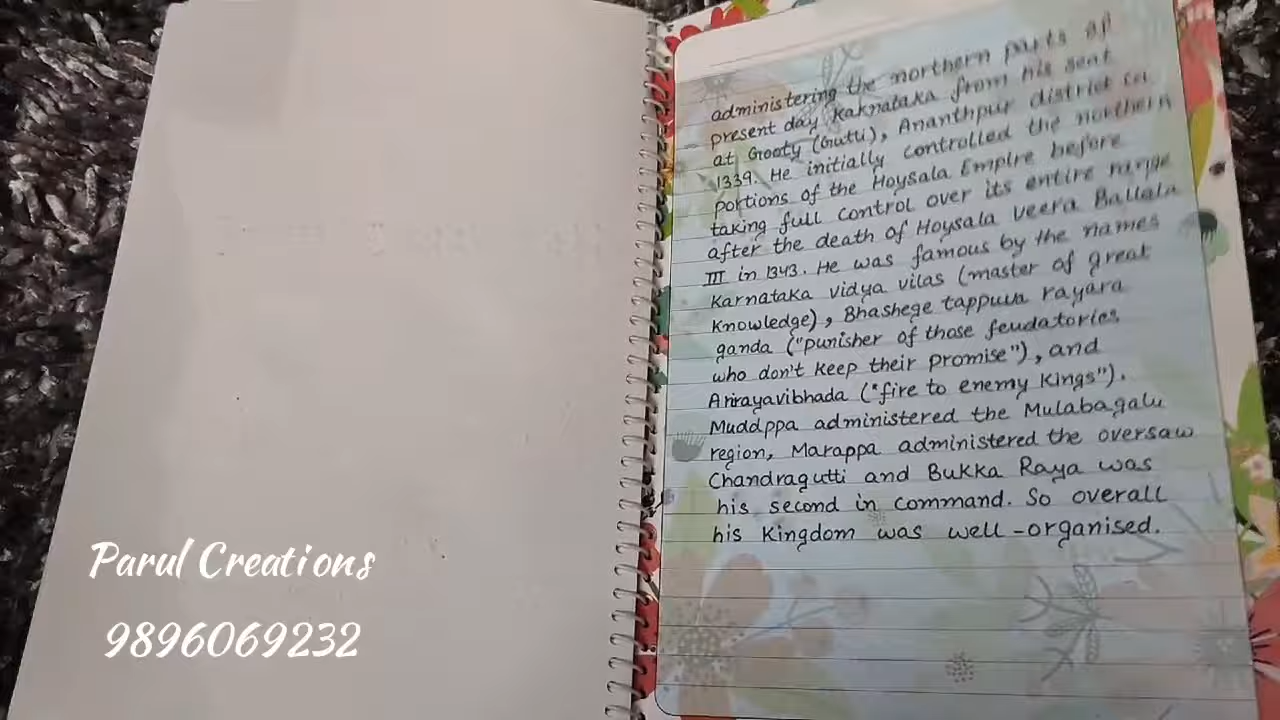 administering the northern parts of
present day Kaknataka from his seat
at Grooty (Gutti), Ananthpur district in
1339. He initially controlled the northern
portions of the Hoysala Empire before
taking full control over its entire range
after the death of Hoysala veera Ballala
III in 1343. He was famous by the names
Karnataka vidya vilas (master of great
Knowledge), Bhashege tappuva rayara
ganda ("punisher of those feudatories
who don't keep their promise"), and
Arirayavibhada ("fire to enemy Kings").
Muddppa administered the Mulabagalu
region, Marappa administered the oversaw
Chandragutti and Bukka Raya was
his second in command. So overall
his Kingdom was well-organised.
Parul Creations
9896069232